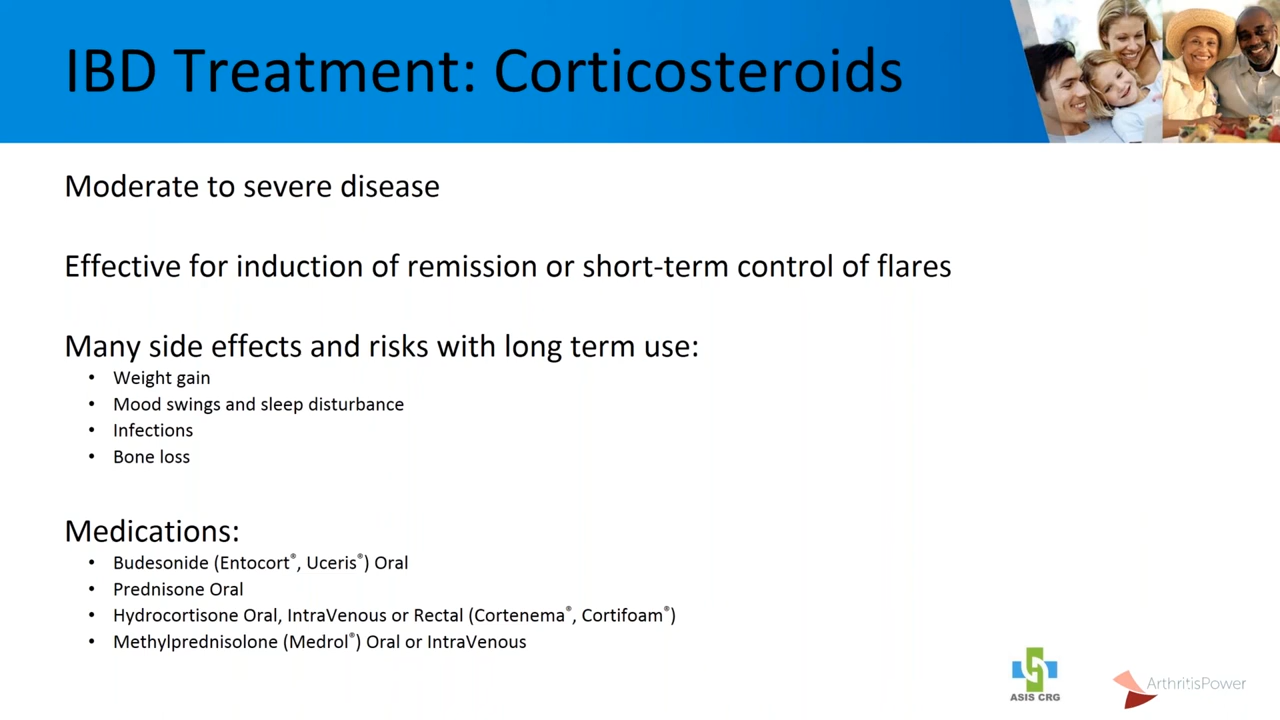 IBD Treatment: Corticosteroids
Moderate to severe disease
Effective for induction of remission or short-term control of flares
Many side effects and risks with long term use:
• Weight gain
• Mood swings and sleep disturbance
• Infections
• Bone loss
Medications:
• Budesonide (Entocort®, Uceris®) Oral
• Prednisone Oral
• Hydrocortisone Oral, IntraVenous or Rectal (Cortenema®, Cortifoam®)
• Methylprednisolone (Medrol®) Oral or IntraVenous
ASIS CRG
ArthritisPower